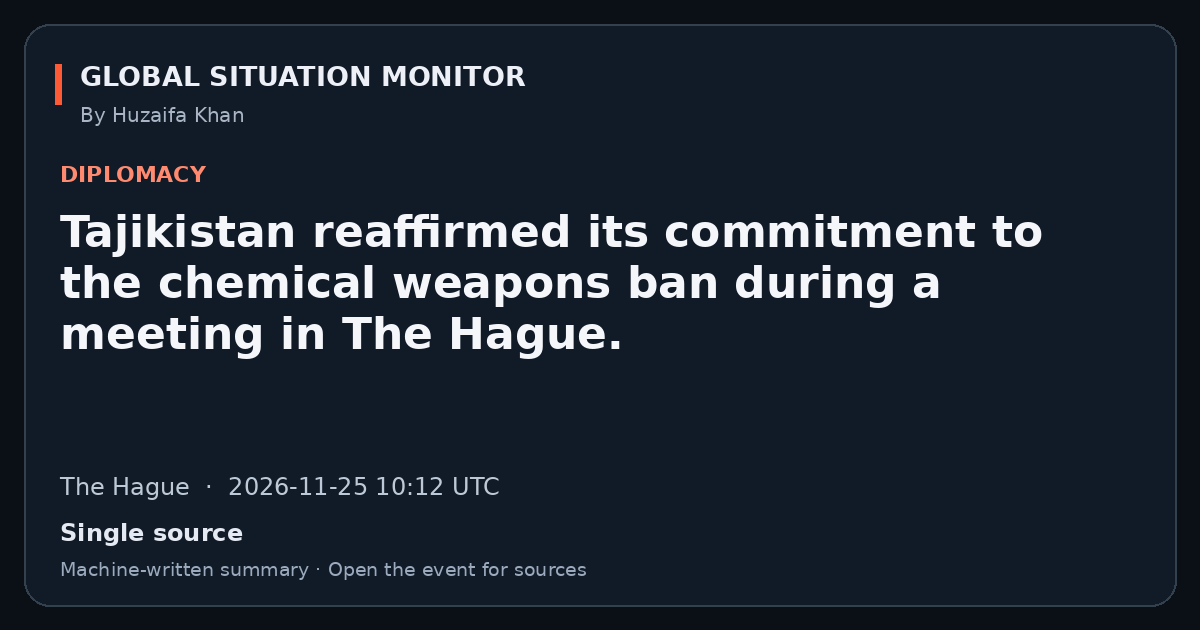 GLOBAL SITUATION MONITOR
By Huzaifa Khan
DIPLOMACY
Tajikistan reaffirmed its commitment to
the chemical weapons ban during a
meeting in The Hague.
The Hague · 2026-11-25 10:12 UTC
Single source
Machine-written summary · Open the event for sources